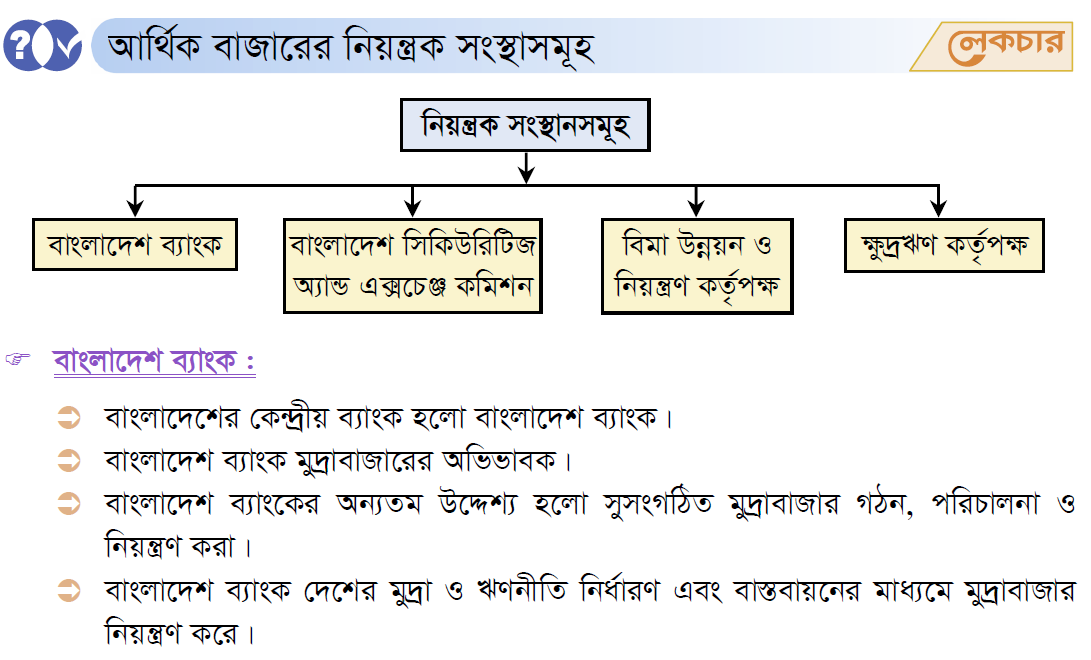 আর্থিক বাজারের নিয়ন্ত্রক সংস্থাসমূহ
লেকচার
নিয়ন্ত্রক সংস্থানসমূহ
বাংলাদেশ ব্যাংক
বাংলাদেশ সিকিউরিটিজ
অ্যান্ড এক্সচেঞ্জ কমিশন
বিমা উন্নয়ন ও
নিয়ন্ত্রণ কর্তৃপক্ষ
ক্ষুদ্রঋণ কর্তৃপক্ষ
বাংলাদেশ ব্যাংক :
বাংলাদেশের কেন্দ্রীয় ব্যাংক হলো বাংলাদেশ ব্যাংক।
বাংলাদেশ ব্যাংক মুদ্রাবাজারের অভিভাবক।
বাংলাদেশ ব্যাংকের অন্যতম উদ্দেশ্য হলো সুসংগঠিত মুদ্রাবাজার গঠন, পরিচালনা ও
নিয়ন্ত্রণ করা।
বাংলাদেশ ব্যাংক দেশের মুদ্রা ও ঋণনীতি নির্ধারণ এবং বাস্তবায়নের মাধ্যমে মুদ্রাবাজার
নিয়ন্ত্রণ করে।